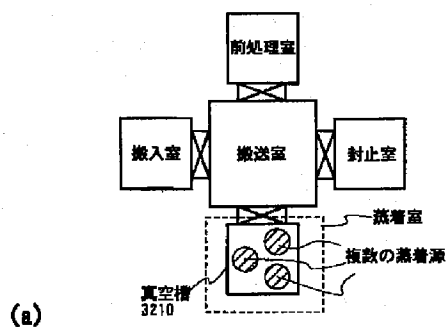 前処理室
搬入室
搬送室
封止室
蒸着室
複数の蒸着源
真空槽
3210
(a)